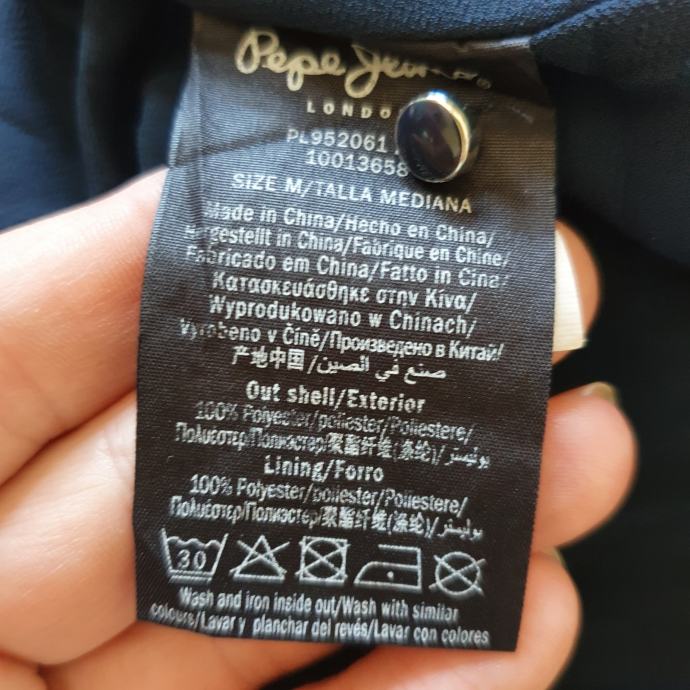 Pepe Jeans
LONDO
PL952061
10013658
SIZE M/TALLA MEDIANA
Made in China/Hecho en China/
Hergestellt in China/Fabriqué en Chine/
Fabricado em China/Fatto in Cina/
Κατασκευάσθηκε στην Κίνα/
Wyprodukowano w Chinach/
Vyrobeno v Číně/Произведено в Китай/
产地中国/صنع في الصين
Out shell/Exterior
100% Polyester/poliester/Poliestere/
Πολυέστερ/Полиэстер/聚酯纤维(涤纶)/بوليستر
Lining/Forro
100% Polyester/poliester/Poliestere/
Πολυέστερ/Полиэстер/聚酯纤维(涤纶)/بوليستر
30
Wash and iron inside out/Wash with similar
colours/Lavar y planchar del revés/Lavar con colores